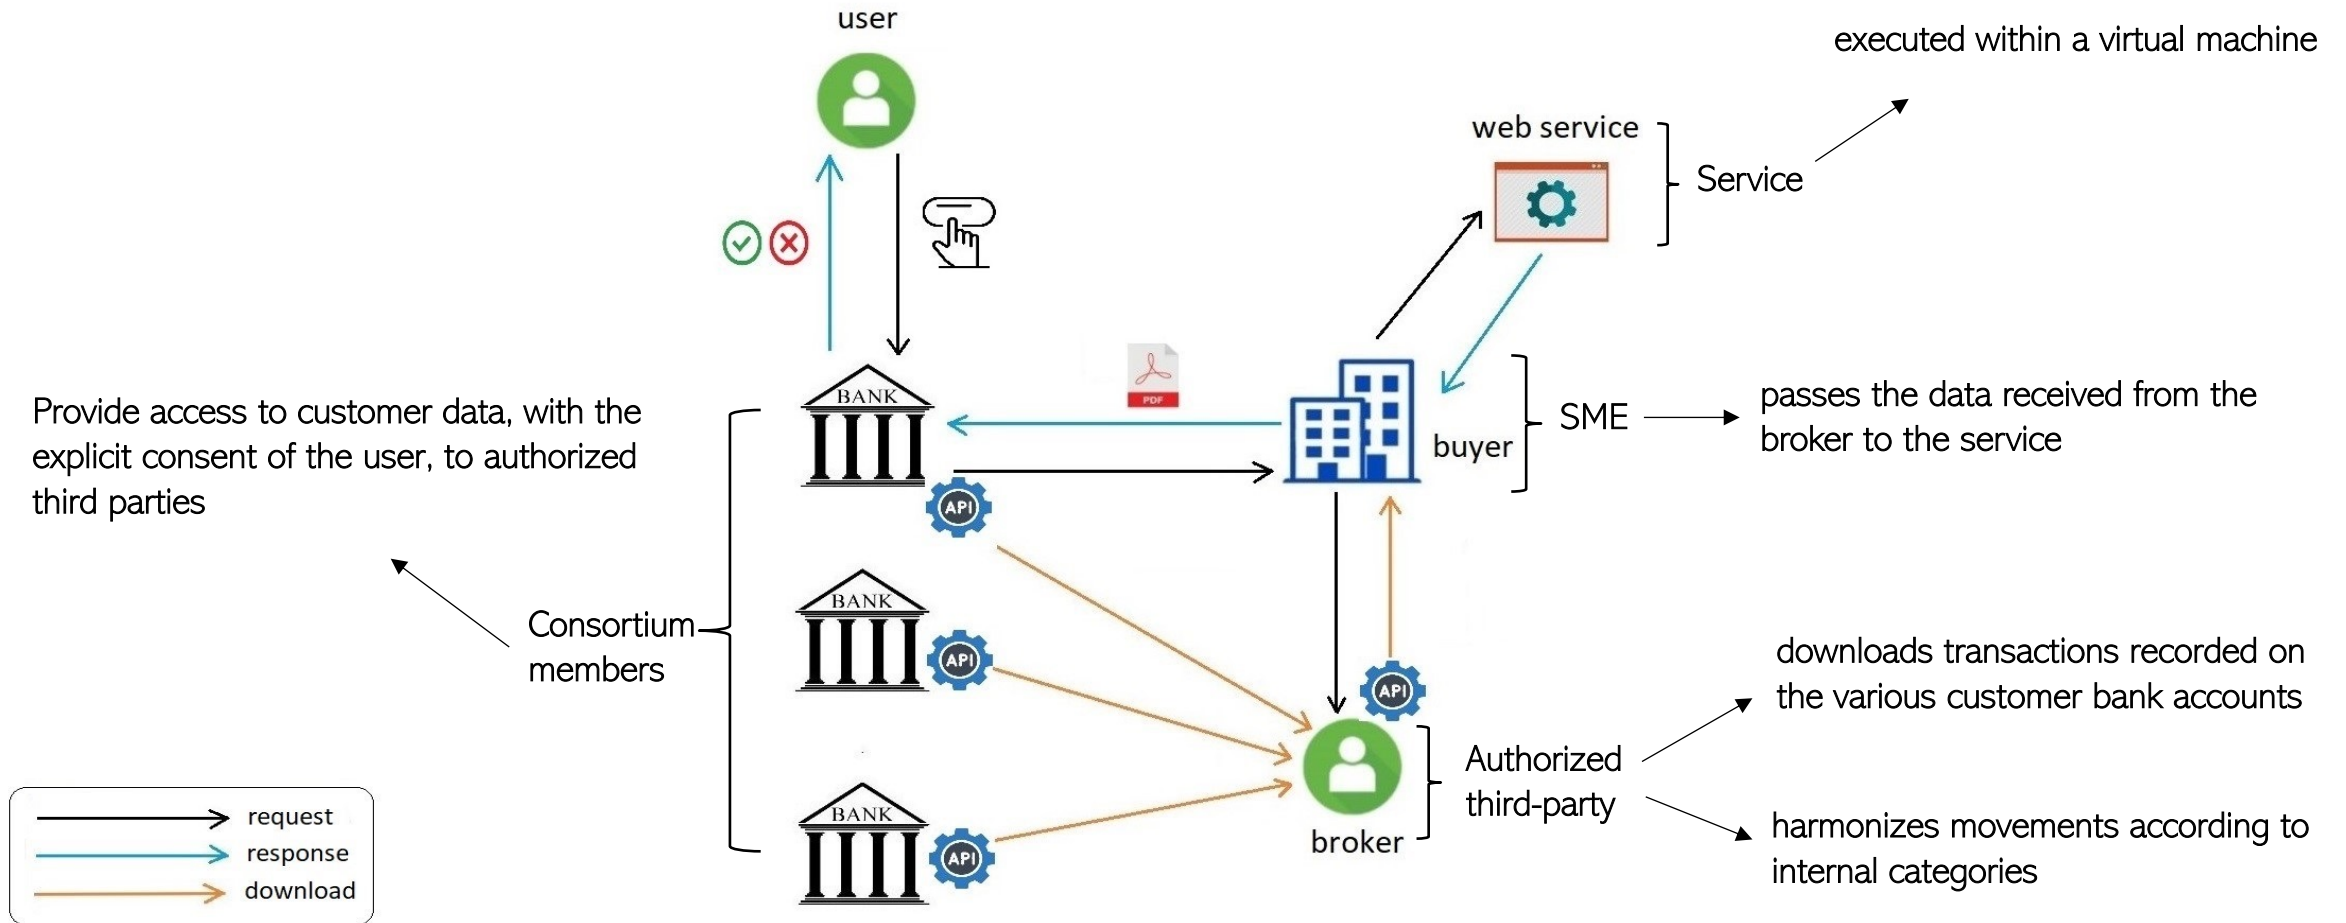 user
executed within a virtual machine
web service
Service
BANK
PDF
Provide access to customer data, with the
explicit consent of the user, to authorized
third parties
buyer
SME
passes the data received from the
broker to the service
API
BANK
Consortium
members
API
API
downloads transactions recorded on
the various customer bank accounts
Authorized
third-party
broker
harmonizes movements according to
internal categories
BANK
API
request
response
download